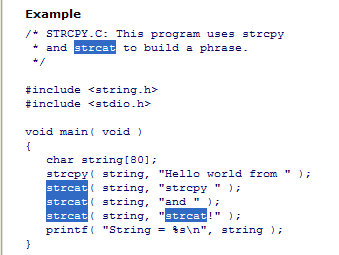 Example
/* STRCPY.C: This program uses strcpy
 * and strcat to build a phrase.
 */
#include <string.h>
#include <stdio.h>
void main( void )
{
   char string[80];
   strcpy( string, "Hello world from " );
   strcat( string, "strcpy " );
   strcat( string, "and " );
   strcat( string, "strcat!" );
   printf( "String = %s\n", string );
}